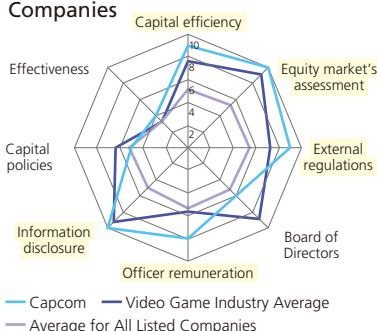 Companies
Capital efficiency
Equity market's
assessment
External
regulations
Board of
Directors
Officer remuneration
Information
disclosure
Capital
policies
Effectiveness
10
8
6
4
2
Capcom
Video Game Industry Average
Average for All Listed Companies